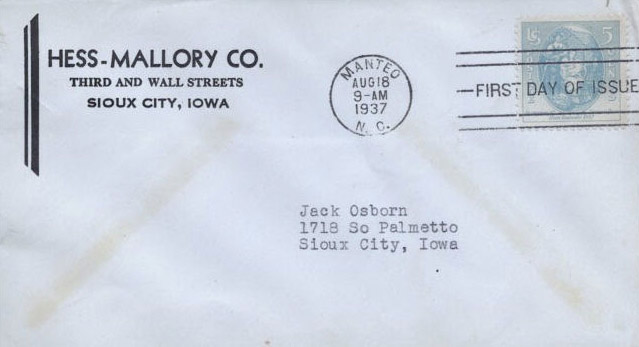 HESS-MALLORY CO.
THIRD AND WALL STREETS
SIOUX CITY, IOWA
MANTEO
AUG 18
9-AM
1937
N. C.
FIRST DAY OF ISSUE
5
Jack Osborn
1718 So Palmetto
Sioux City, Iowa